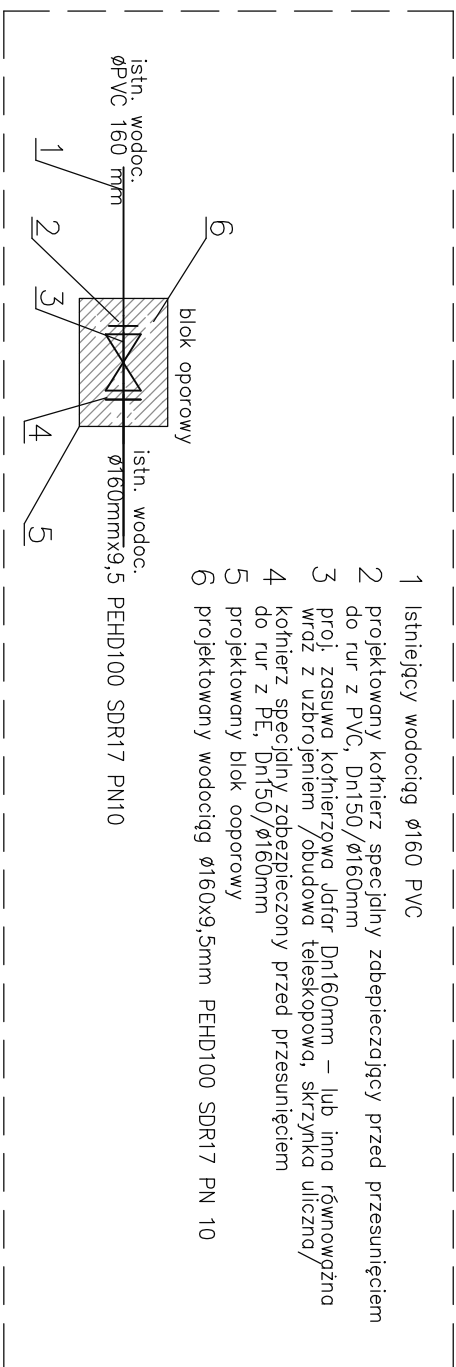 1 Istniejący wodociąg ø160 PVC
2 projektowany kołnierz specjalny zabepieczający przed przesunięciem
do rur z PVC, Dn150/ø160mm
3 proj. zasuwa kołnierzowa Jafar Dn160mm – lub inna równoważna
wraz z uzbrojeniem /obudowa teleskopowa, skrzynka uliczna/
4 kołnierz specjalny zabezpieczony przed przesunięciem
do rur z PE, Dn150/ø160mm
5 projektowany blok ooporowy
6 projektowany wodociąg ø160x9,5mm PEHD100 SDR17 PN 10
6
blok oporowy
istn. wodoc.
øPVC 160 mm
istn. wodoc.
ø160mmx9,5 PEHD100 SDR17 PN10
1
2
3
4
5